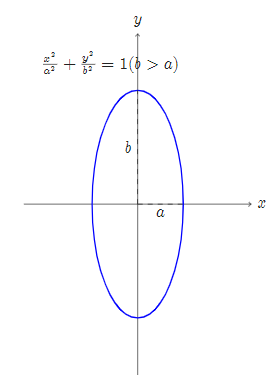 y
x²/a² + y²/b² = 1(b > a)
b
x
a